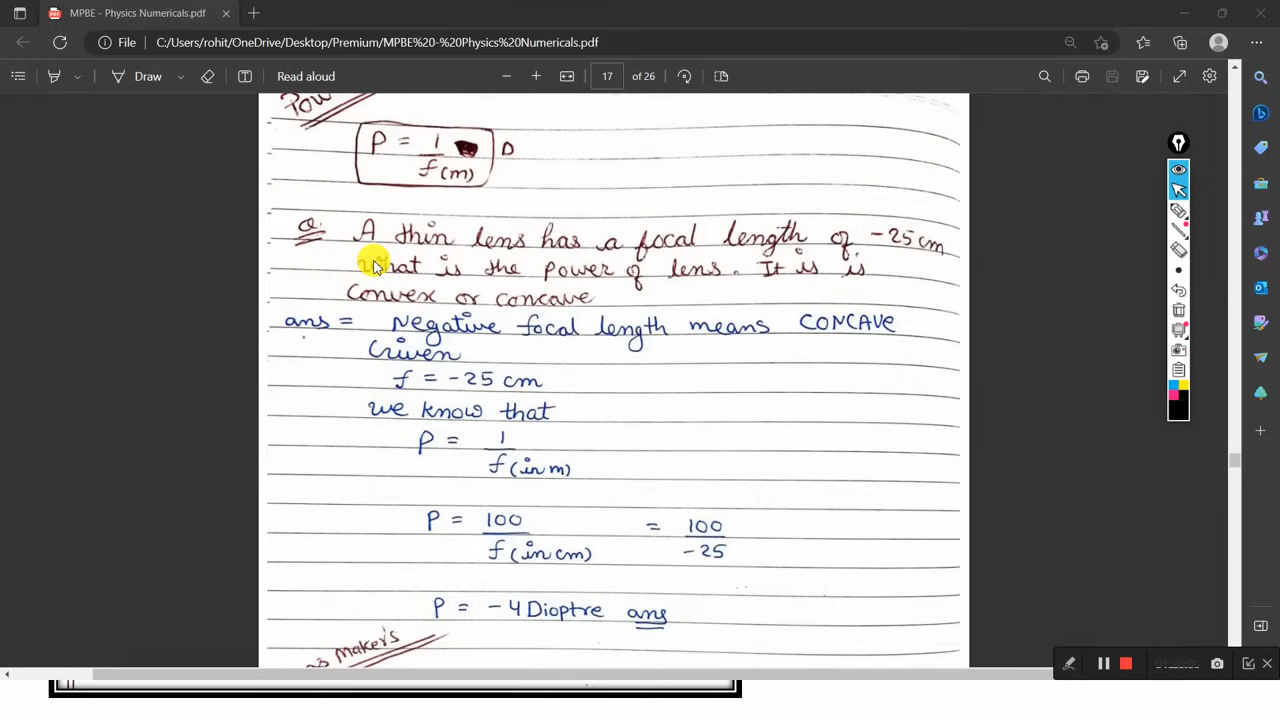 MPBE - Physics Numericals.pdf
File C:/Users/rohit/OneDrive/Desktop/Premium/MPBE%20-%20Physics%20Numericals.pdf
Draw Read aloud 17 of 26
P = 1 / f(m) D
Q. A thin lens has a focal length of -25cm
What is the power of lens. It is is
Convex or concave
ans = Negative focal length means CONCAVE
Given
f = -25 cm
we know that
P = 1 / f(in m)
P = 100 / f(in cm) = 100 / -25
P = -4 Dioptre ans
Maker's